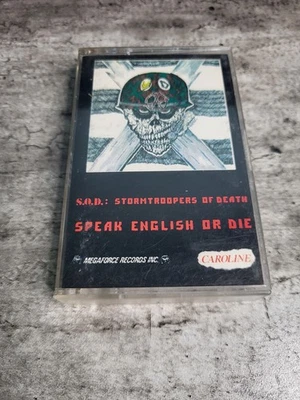 S.O.D.: STORMTROOPERS OF DEATH
SPEAK ENGLISH OR DIE
MEGAFORCE RECORDS INC.
CAROLINE